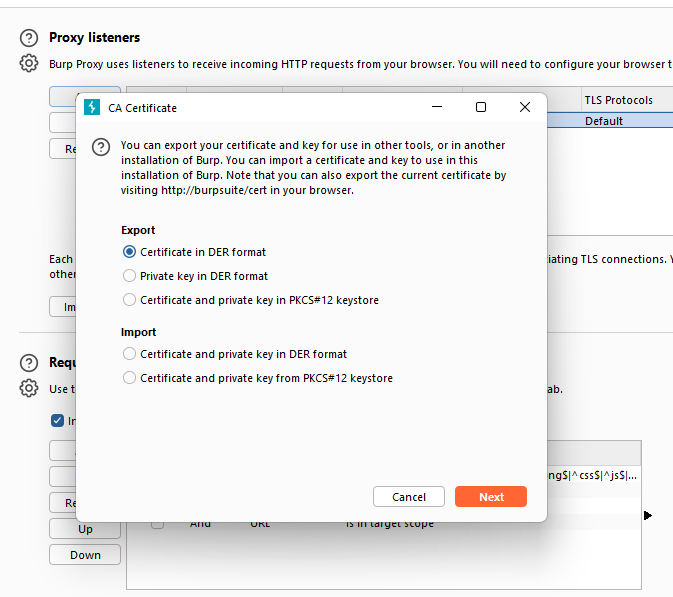 Proxy listeners
Burp Proxy uses listeners to receive incoming HTTP requests from your browser. You will need to configure your browser t
TLS Protocols
Default
Re
CA Certificate
You can export your certificate and key for use in other tools, or in another
installation of Burp. You can import a certificate and key to use in this
installation of Burp. Note that you can also export the current certificate by
visiting http://burpsuite/cert in your browser.
Export
Certificate in DER format
Private key in DER format
Certificate and private key in PKCS#12 keystore
Import
Certificate and private key in DER format
Certificate and private key from PKCS#12 keystore
Cancel
Next
Each
iating TLS connections.
other
Im
Requ
Use t
ab.
In
ng$|^css$|^js$|...
Re
And URL Is in target scope
Up
Down